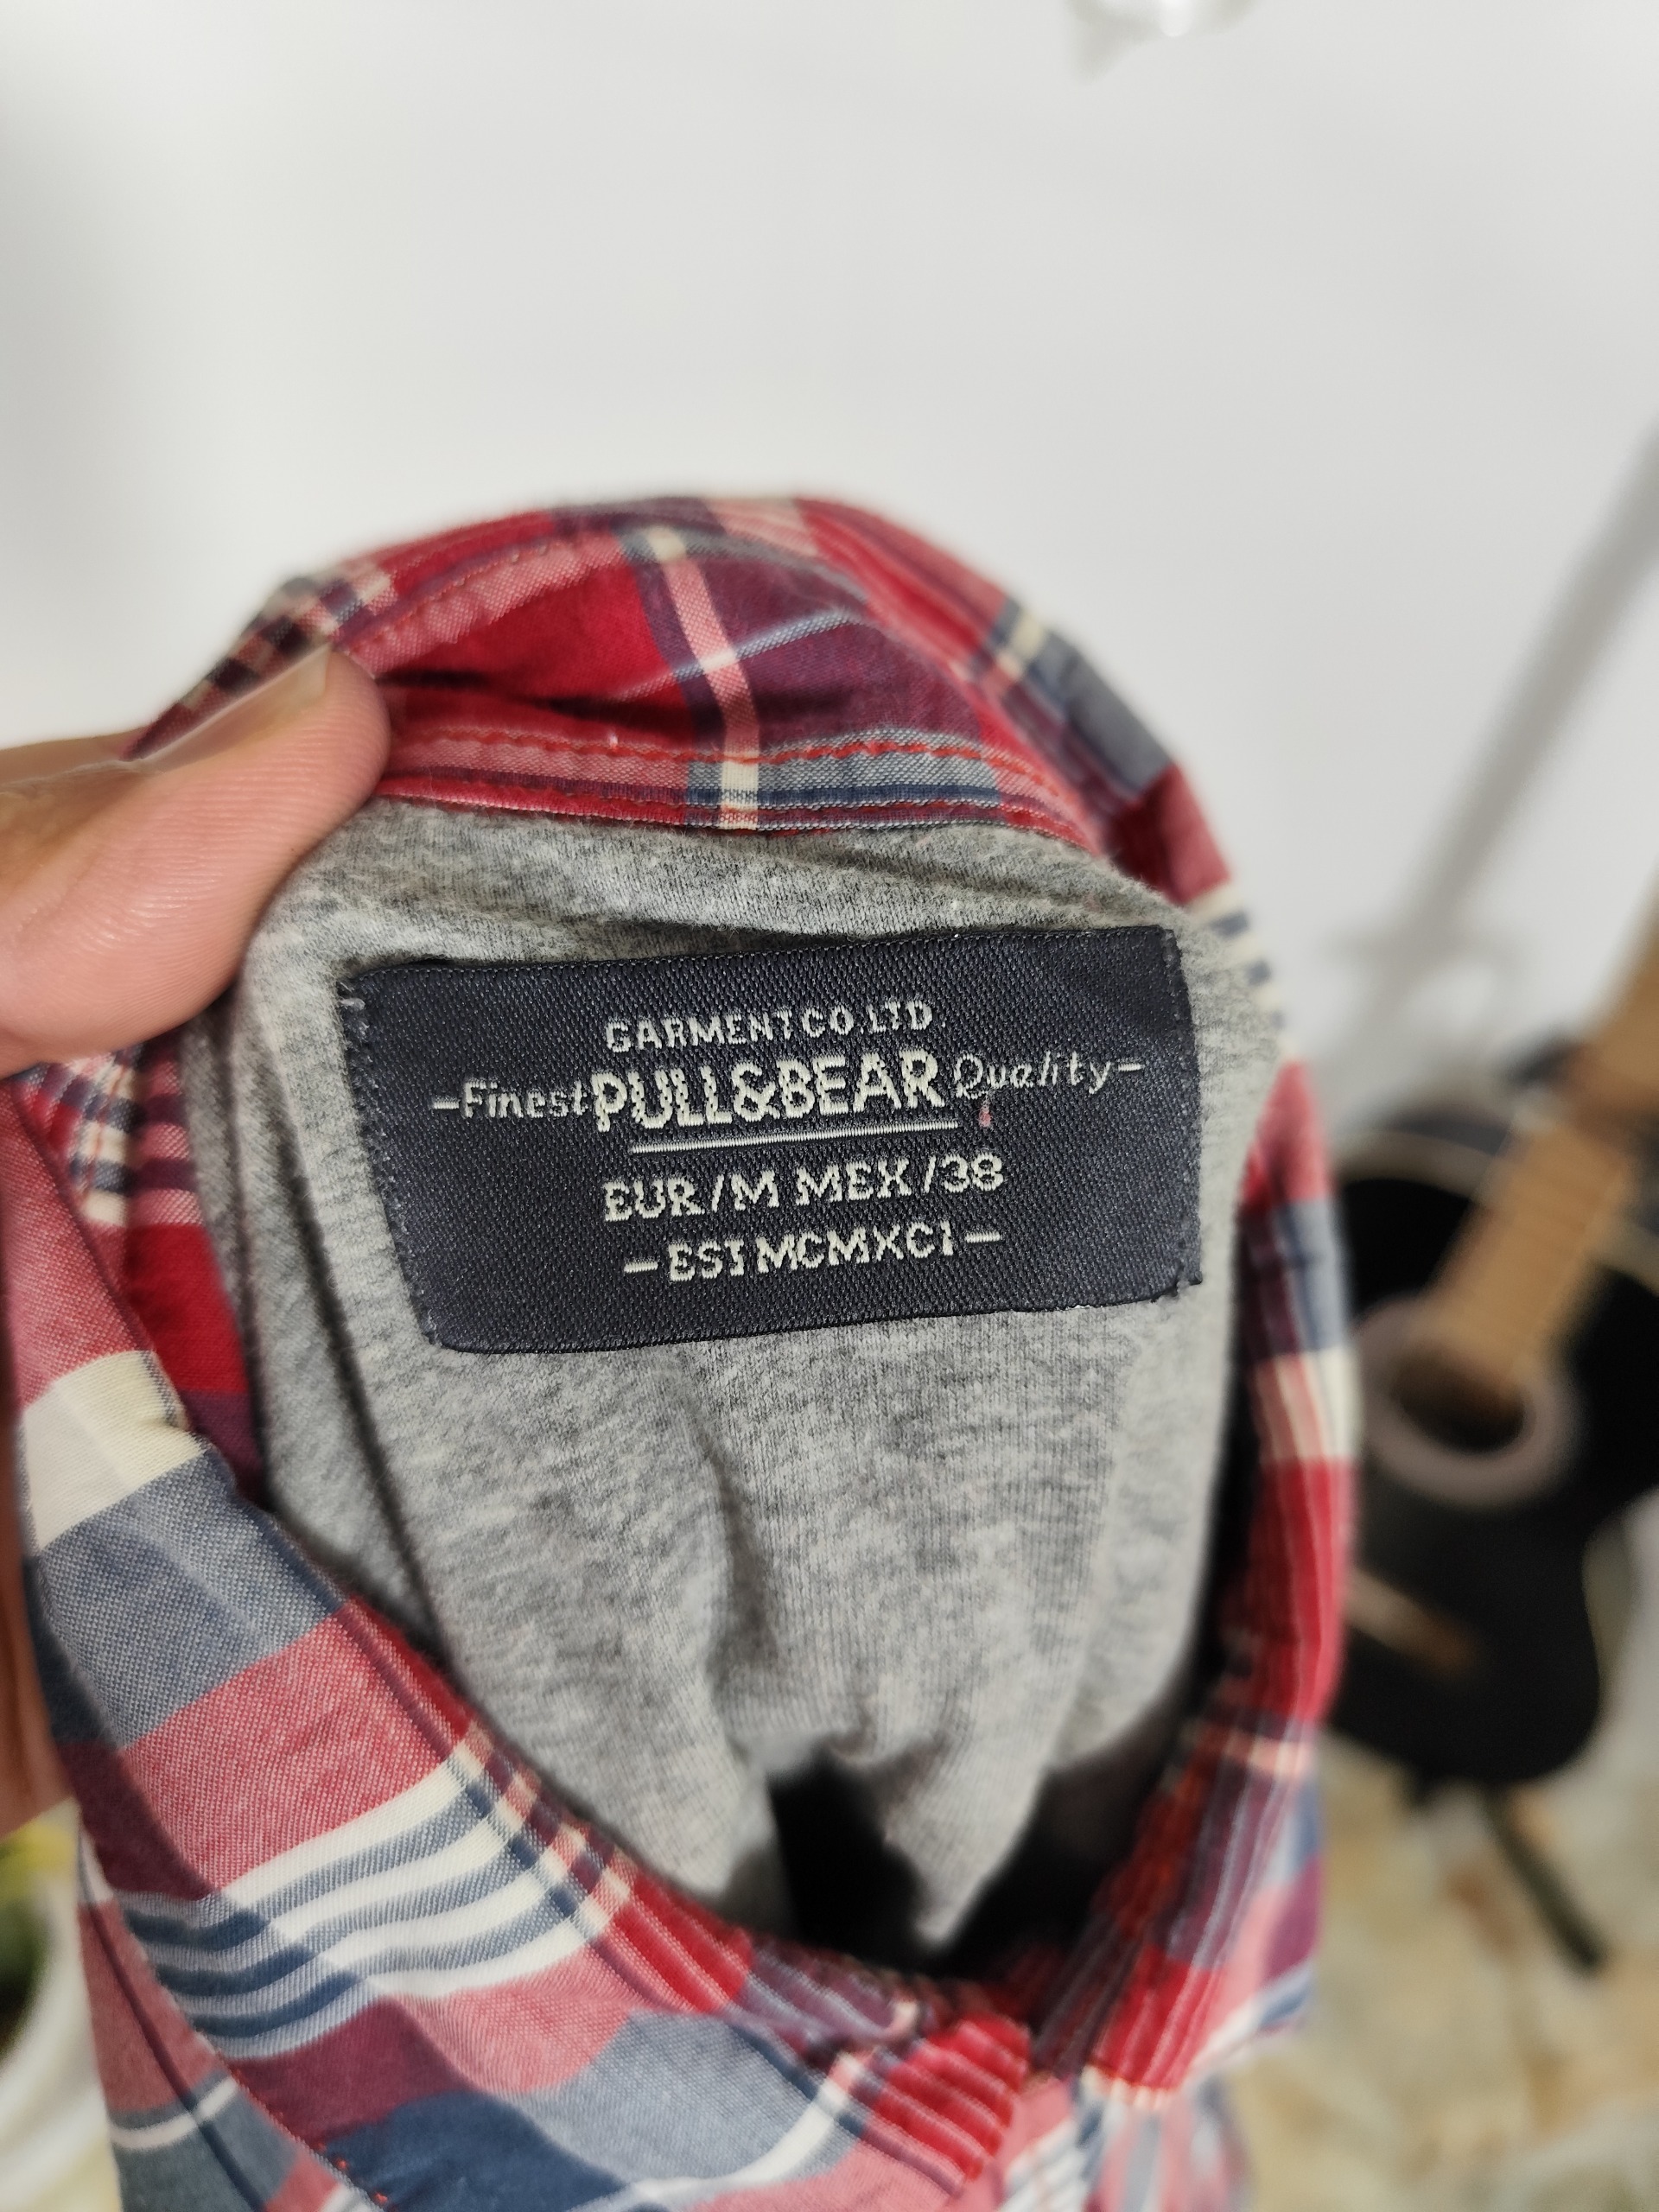 GARMENT CO. LTD.
-Finest PULL&BEAR Quality-
EUR/M MEX/38
-EST MCMXCI-